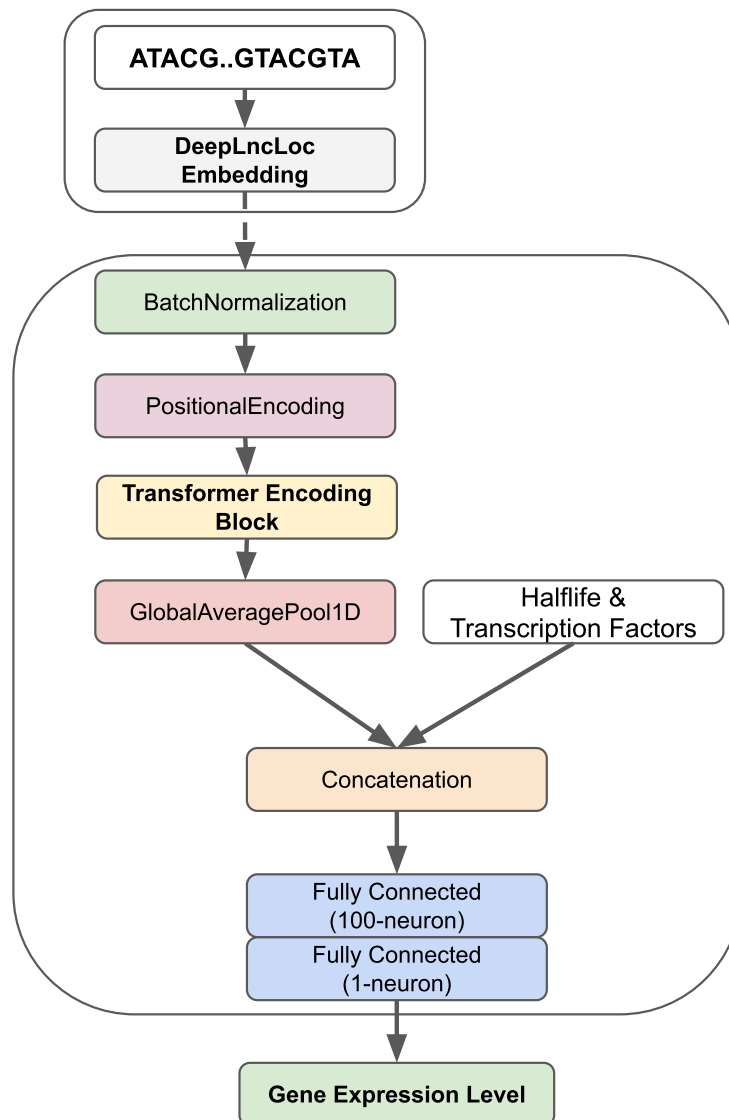 ATACG..GTACGTA
DeepLncLoc
Embedding
BatchNormalization
PositionalEncoding
Transformer Encoding
Block
GlobalAveragePool1D
Halflife &
Transcription Factors
Concatenation
Fully Connected
(100-neuron)
Fully Connected
(1-neuron)
Gene Expression Level